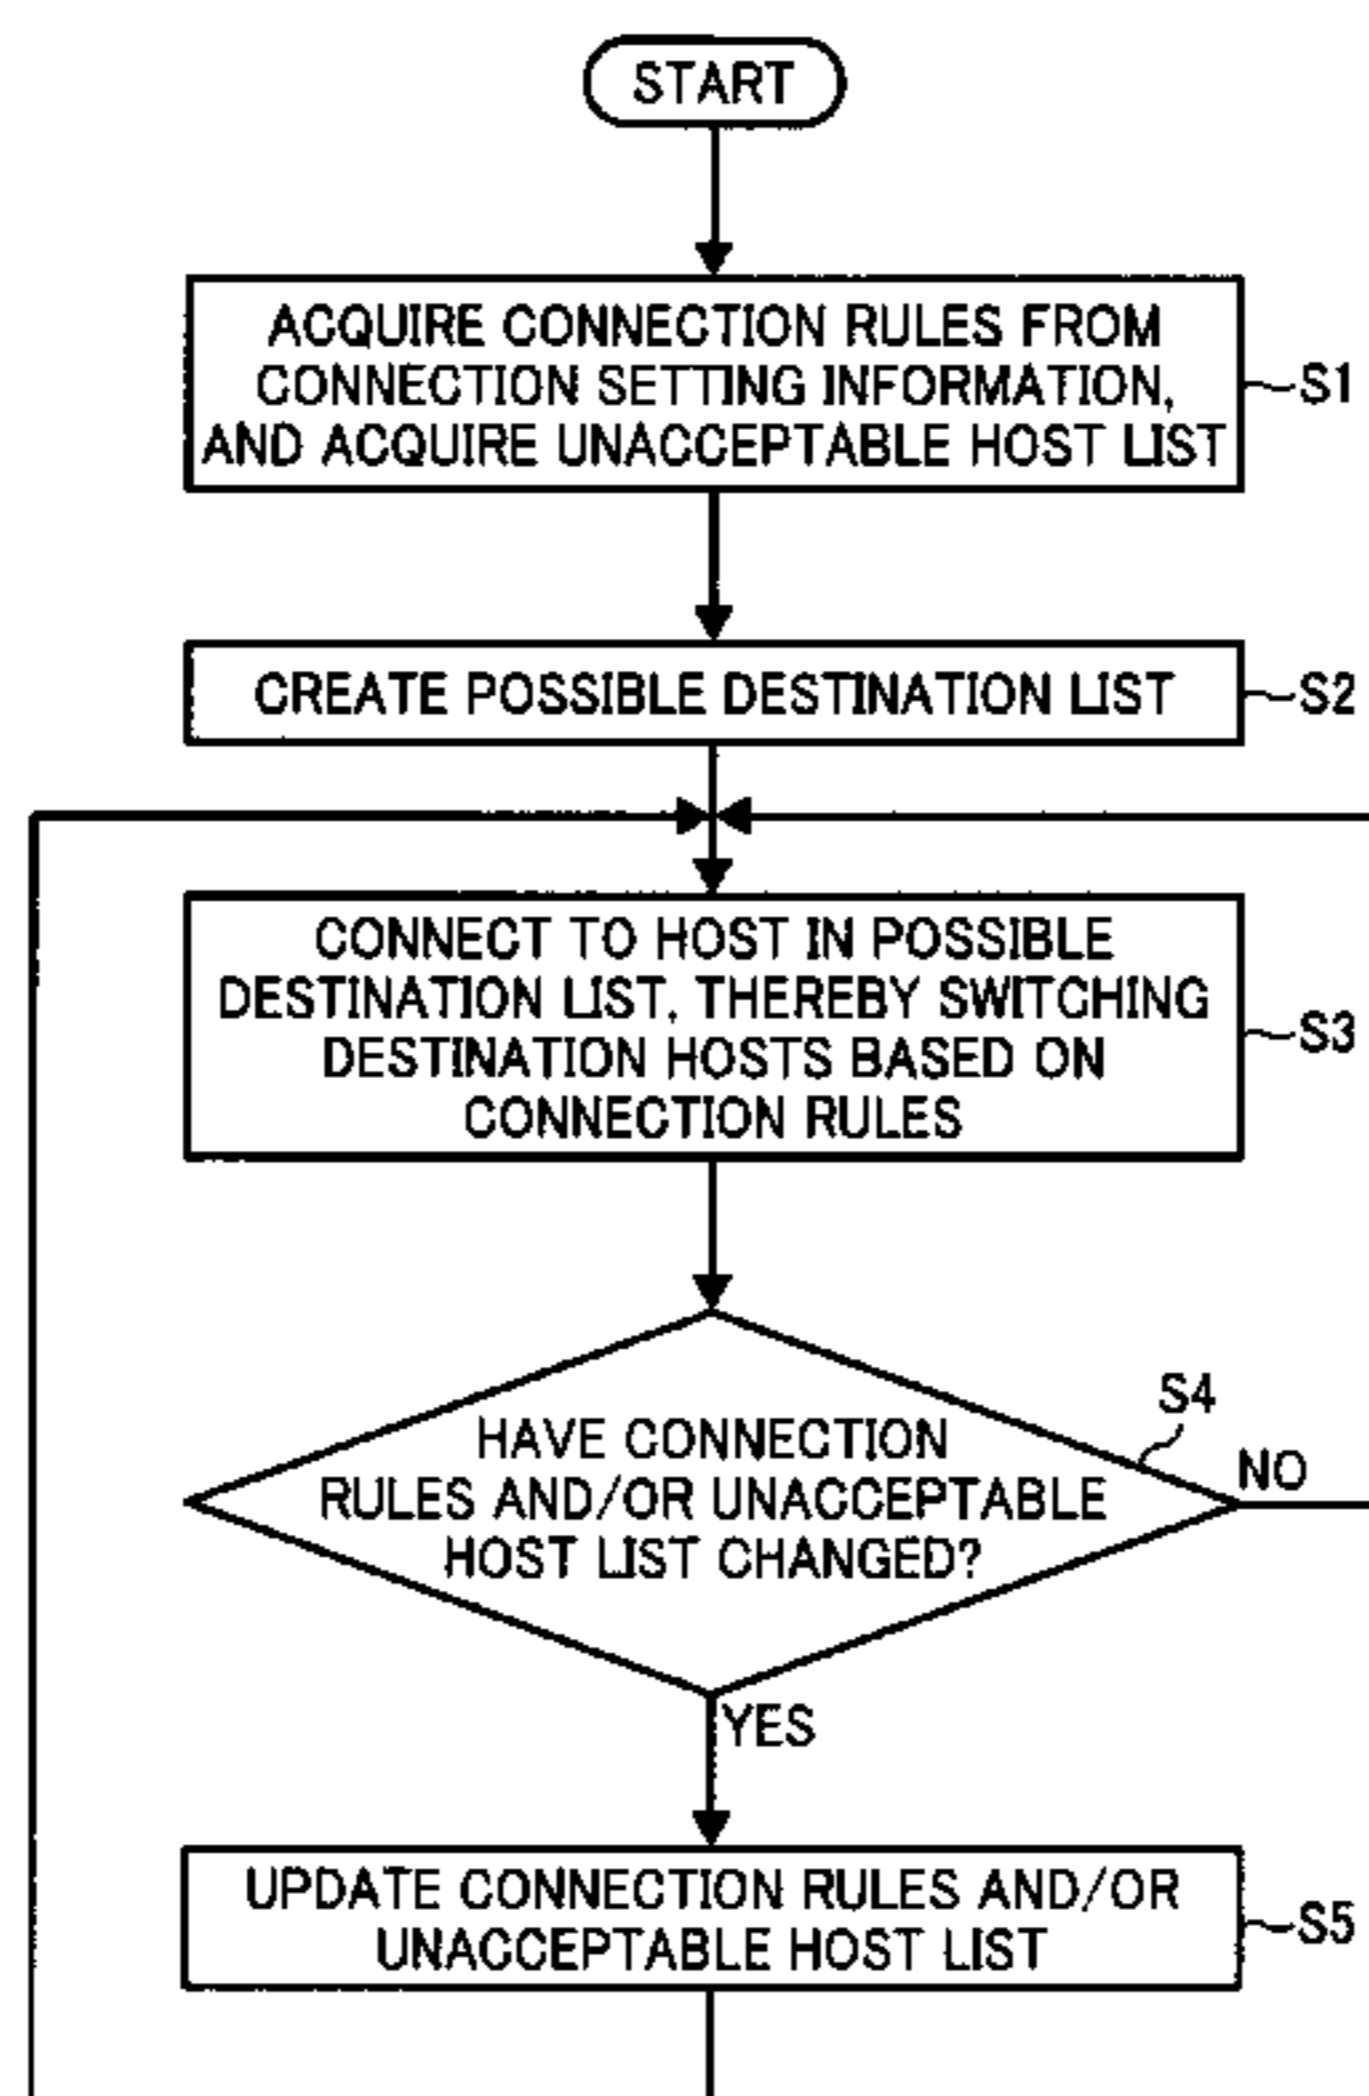 START
ACQUIRE CONNECTION RULES FROM
CONNECTION SETTING INFORMATION,
AND ACQUIRE UNACCEPTABLE HOST LIST
S1
CREATE POSSIBLE DESTINATION LIST
S2
CONNECT TO HOST IN POSSIBLE
DESTINATION LIST, THEREBY SWITCHING
DESTINATION HOSTS BASED ON
CONNECTION RULES
S3
S4
HAVE CONNECTION
RULES AND/OR UNACCEPTABLE
HOST LIST CHANGED?
NO
YES
UPDATE CONNECTION RULES AND/OR
UNACCEPTABLE HOST LIST
S5